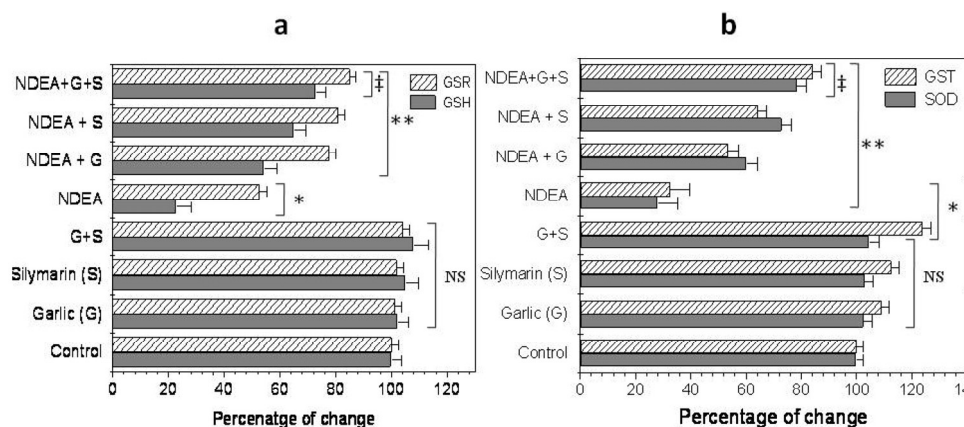 a
NDEA+G+S
NDEA + S
NDEA + G
NDEA
G+S
Silymarin (S)
Garlic (G)
Control
GSR
GSH
‡
**
*
NS
0 20 40 60 80 100 120
Percenatge of change
b
NDEA+G+S
NDEA + S
NDEA + G
NDEA
G+S
Silymarin (S)
Garlic (G)
Control
GST
SOD
‡
**
*
NS
0 20 40 60 80 100 120 14
Percentage of change